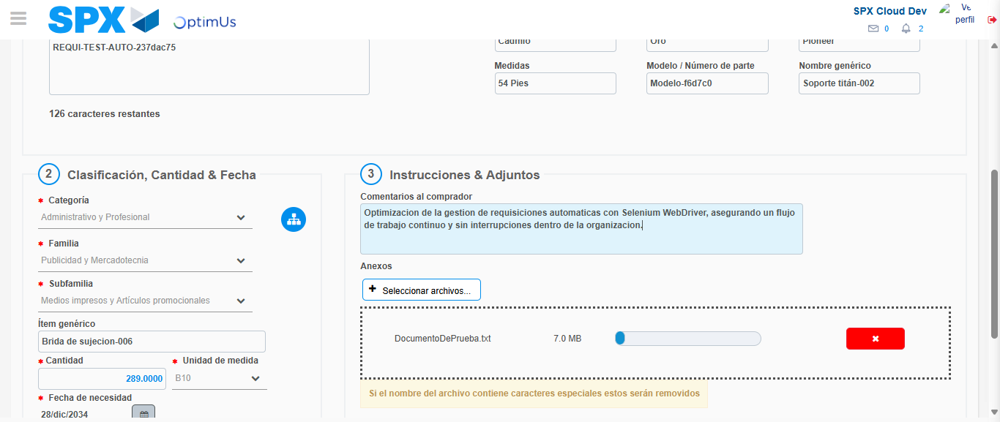 SPX
OptimUs
SPX Cloud Dev
0
2
perfil
REQUI-TEST-AUTO-237dac75
126 caracteres restantes
Cadmio
Oro
Pioneer
Medidas
Modelo / Número de parte
Nombre genérico
54 Pies
Modelo-f6d7c0
Soporte titán-002
2
Clasificación, Cantidad & Fecha
* Categoría
Administrativo y Profesional
* Familia
Publicidad y Mercadotecnia
* Subfamilia
Medios impresos y Artículos promocionales
Ítem genérico
Brida de sujecion-006
* Cantidad
* Unidad de medida
289.0000
B10
* Fecha de necesidad
28/dic/2034
3
Instrucciones & Adjuntos
Comentarios al comprador
Optimizacion de la gestion de requisiciones automaticas con Selenium WebDriver, asegurando un flujo
de trabajo continuo y sin interrupciones dentro de la organizacion.
Anexos
+ Seleccionar archivos...
DocumentoDePrueba.txt
7.0 MB
Si el nombre del archivo contiene caracteres especiales estos serán removidos